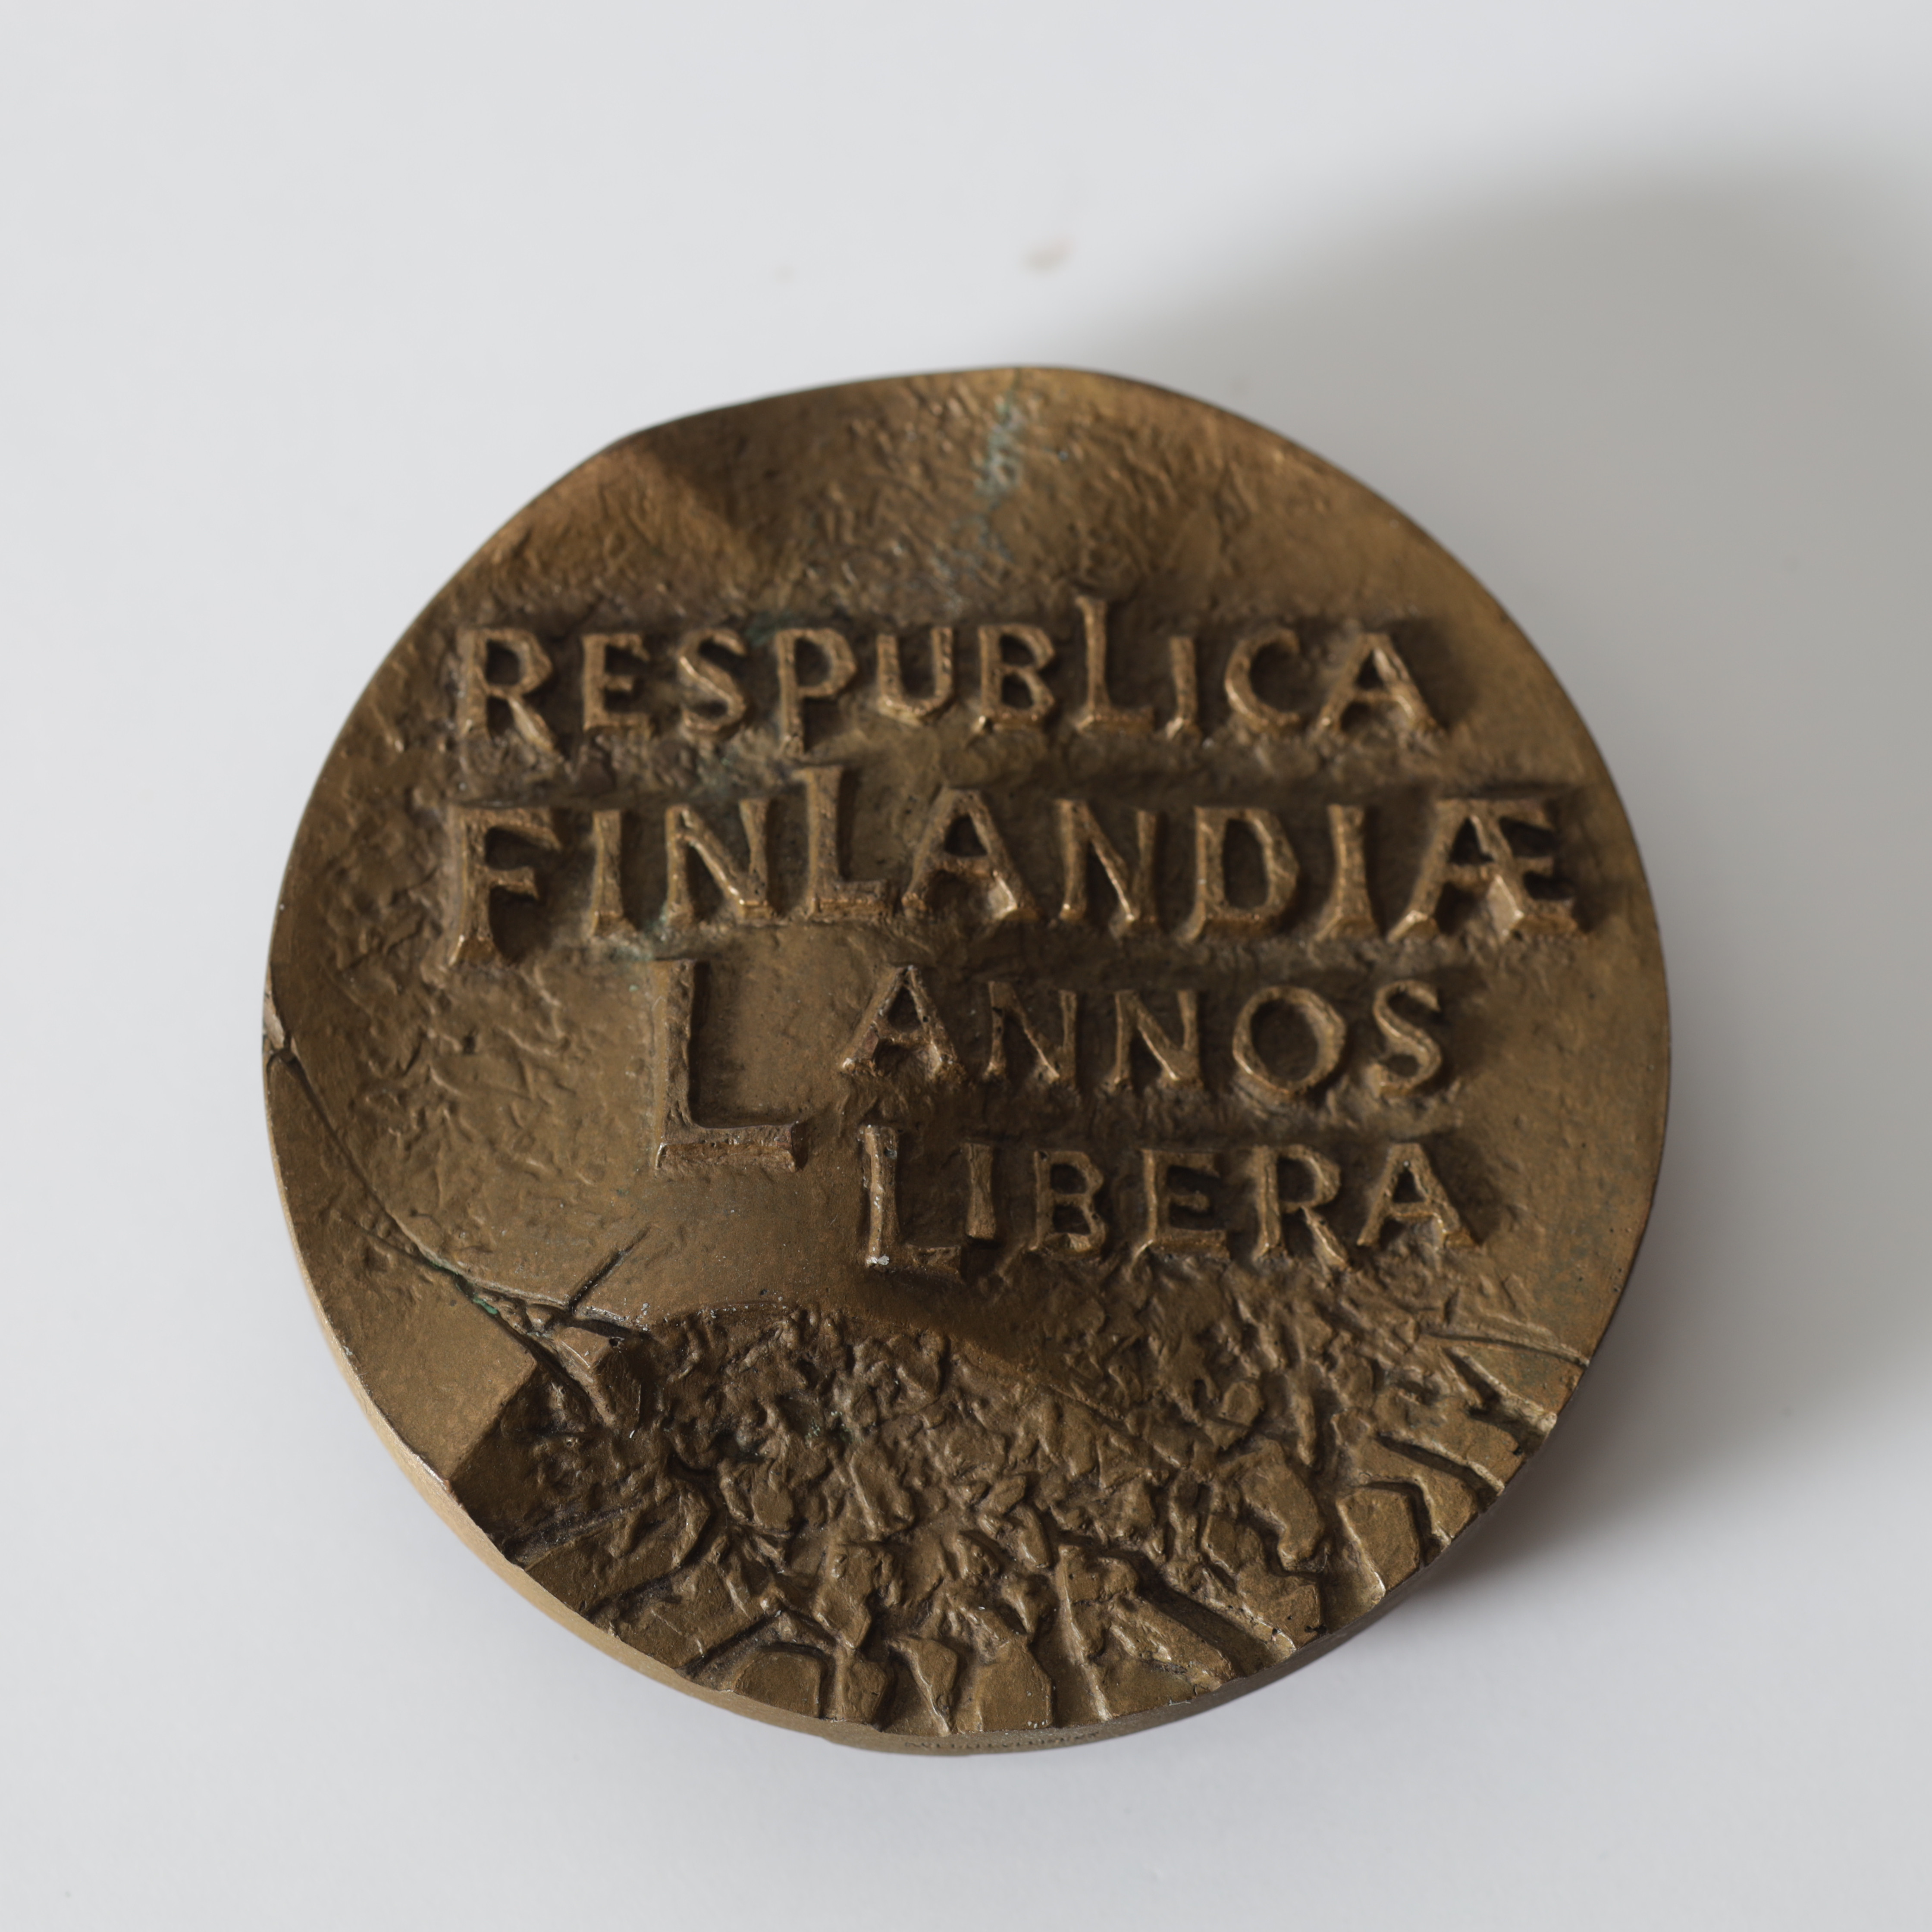 RESPUBLICA
FINLANDIÆ
L ANNOS
LIBERA